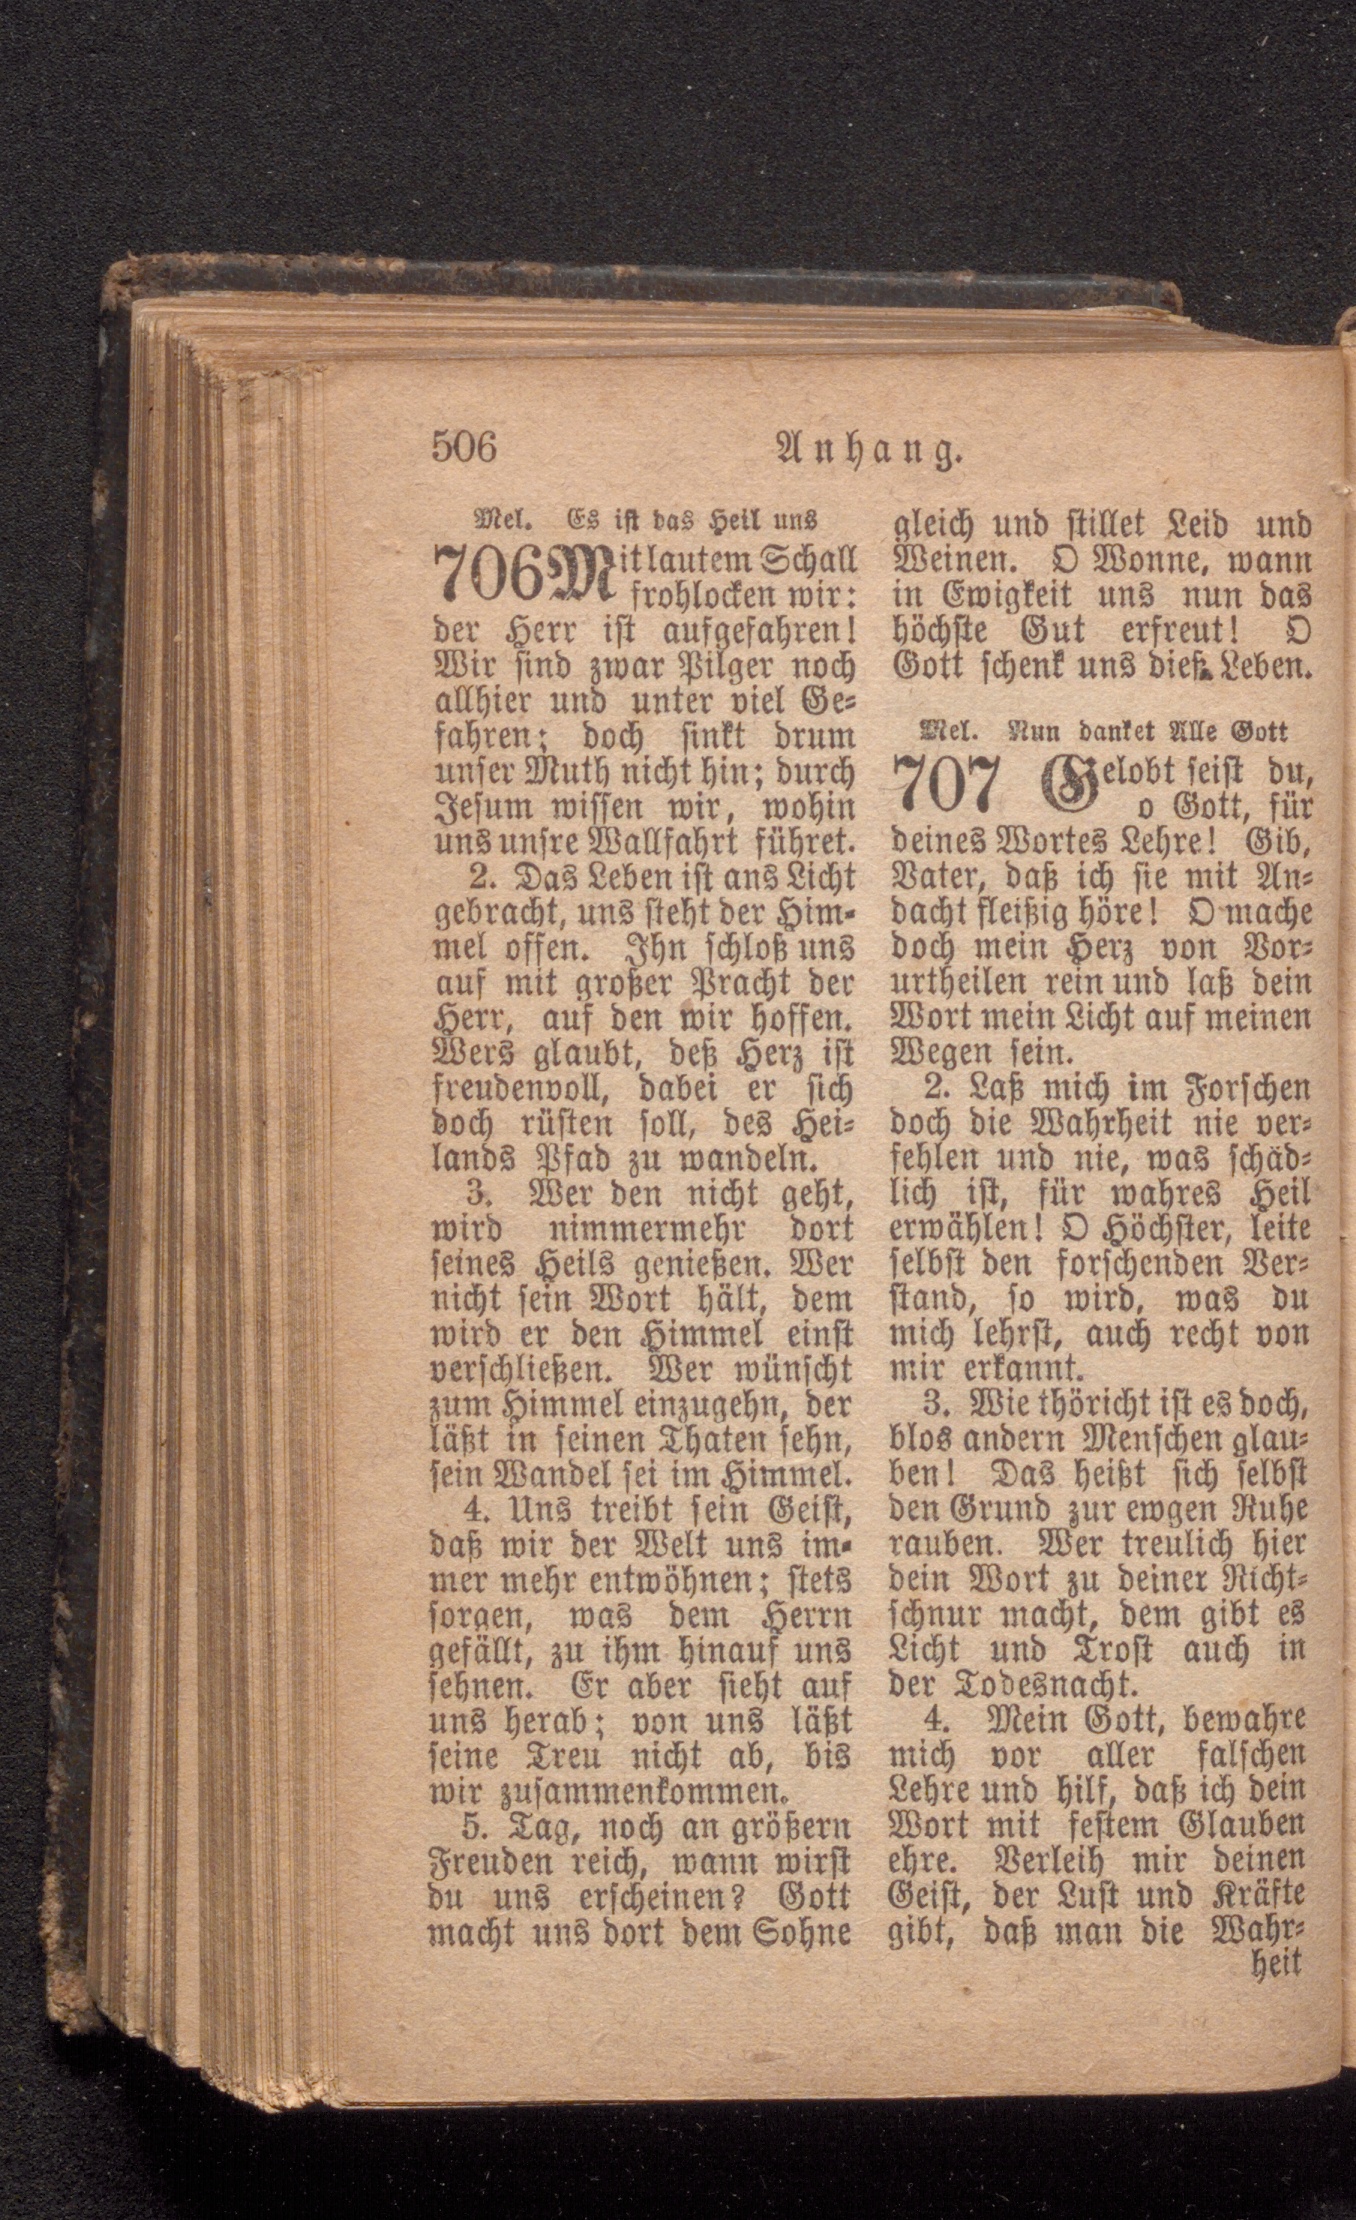 506
Anhang.
Mel. Es ist das Heil uns
706 Mit lautem Schall
frohlocken wir:
der Herr ist aufgefahren!
Wir sind zwar Pilger noch
allhier und unter viel Ge-
fahren; doch sinkt drum
unser Muth nicht hin; durch
Jesum wissen wir, wohin
uns unsre Wallfahrt führet.
2. Das Leben ist ans Licht
gebracht, uns steht der Him-
mel offen. Ihn schloß uns
auf mit großer Pracht der
Herr, auf den wir hoffen.
Wers glaubt, deß Herz ist
freudenvoll, dabei er sich
doch rüsten soll, des Hei-
lands Pfad zu wandeln.
3. Wer den nicht geht,
wird nimmermehr dort
seines Heils genießen. Wer
nicht sein Wort hält, dem
wird er den Himmel einst
verschließen. Wer wünscht
zum Himmel einzugehn, der
läßt in seinen Thaten sehn,
sein Wandel sei im Himmel.
4. Uns treibt sein Geist,
daß wir der Welt uns im-
mer mehr entwöhnen; stets
sorgen, was dem Herrn
gefällt, zu ihm hinauf uns
sehnen. Er aber sieht auf
uns herab; von uns läßt
seine Treu nicht ab, bis
wir zusammenkommen.
5. Tag, noch an größern
Freuden reich, wann wirst
du uns erscheinen? Gott
macht uns dort dem Sohne
gleich und stillet Leid und
Weinen. O Wonne, wann
in Ewigkeit uns nun das
höchste Gut erfreut! O
Gott schenk uns dieß Leben.
Mel. Nun danket Alle Gott
707 Gelobt seist du,
o Gott, für
deines Wortes Lehre! Gib,
Vater, daß ich sie mit An-
dacht fleißig höre! O mache
doch mein Herz von Vor-
urtheilen rein und laß dein
Wort mein Licht auf meinen
Wegen sein.
2. Laß mich im Forschen
doch die Wahrheit nie ver-
fehlen und nie, was schäd-
lich ist, für wahres Heil
erwählen! O Höchster, leite
selbst den forschenden Ver-
stand, so wird, was du
mich lehrst, auch recht von
mir erkannt.
3. Wie thöricht ist es doch,
blos andern Menschen glau-
ben! Das heißt sich selbst
den Grund zur ewgen Ruhe
rauben. Wer treulich hier
dein Wort zu deiner Richt-
schnur macht, dem gibt es
Licht und Trost auch in
der Todesnacht.
4. Mein Gott, bewahre
mich vor aller falschen
Lehre und hilf, daß ich dein
Wort mit festem Glauben
ehre. Verleih mir deinen
Geist, der Lust und Kräfte
gibt, daß man die Wahr-
heit